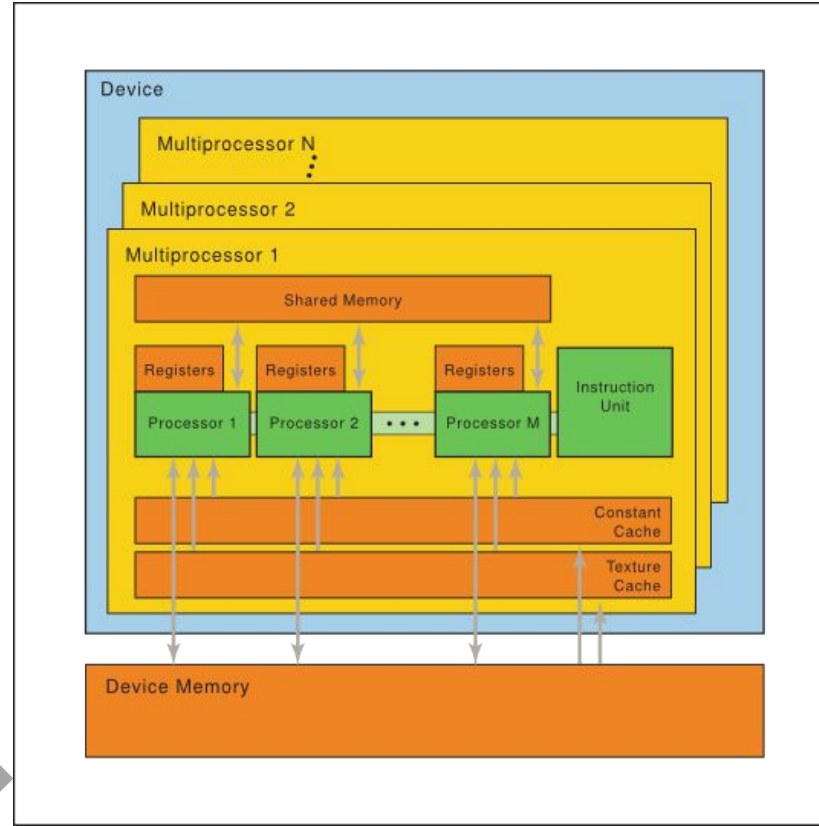 Device
Multiprocessor N
Multiprocessor 2
Multiprocessor 1
Shared Memory
Registers
Registers
Registers
Instruction
Unit
Processor 1
Processor 2
Processor M
Constant
Cache
Texture
Cache
Device Memory